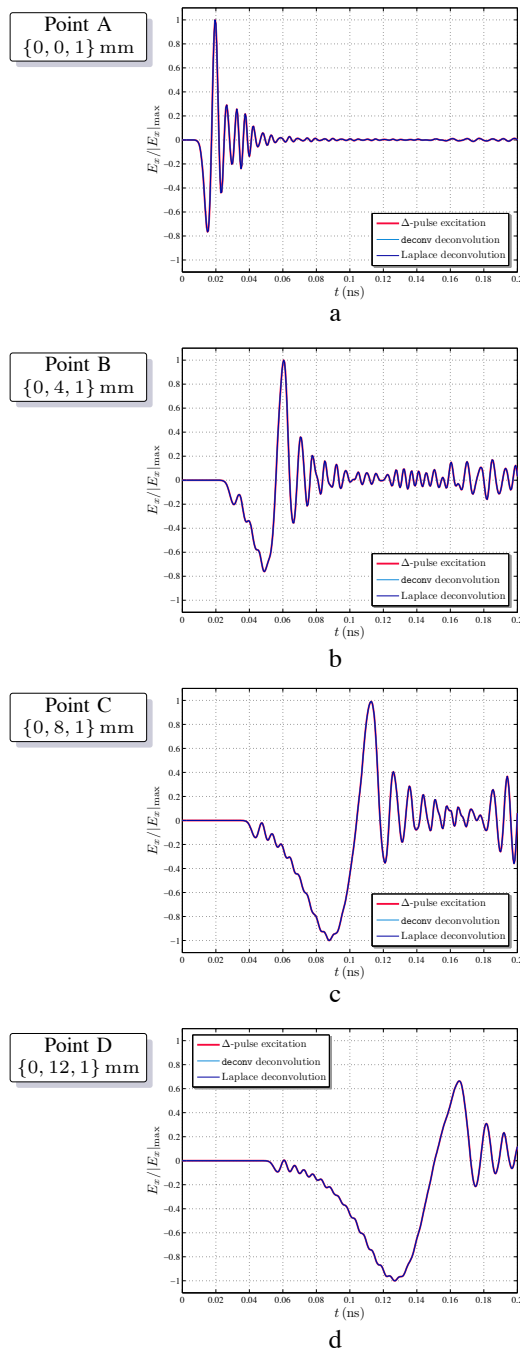 Point A
{0, 0, 1} mm
E_x/|E_x|_max
1
0.8
0.6
0.4
0.2
0
−0.2
−0.4
−0.6
−0.8
−1
Δ-pulse excitation
deconv deconvolution
Laplace deconvolution
0 0.02 0.04 0.06 0.08 0.1 0.12 0.14 0.16 0.18 0.2
t (ns)
a
Point B
{0, 4, 1} mm
E_x/|E_x|_max
1
0.8
0.6
0.4
0.2
0
−0.2
−0.4
−0.6
−0.8
−1
Δ-pulse excitation
deconv deconvolution
Laplace deconvolution
0 0.02 0.04 0.06 0.08 0.1 0.12 0.14 0.16 0.18 0.2
t (ns)
b
Point C
{0, 8, 1} mm
E_x/|E_x|_max
1
0.8
0.6
0.4
0.2
0
−0.2
−0.4
−0.6
−0.8
−1
Δ-pulse excitation
deconv deconvolution
Laplace deconvolution
0 0.02 0.04 0.06 0.08 0.1 0.12 0.14 0.16 0.18 0.2
t (ns)
c
Point D
{0, 12, 1} mm
E_x/|E_x|_max
1
0.8
0.6
0.4
0.2
0
−0.2
−0.4
−0.6
−0.8
−1
Δ-pulse excitation
deconv deconvolution
Laplace deconvolution
0 0.02 0.04 0.06 0.08 0.1 0.12 0.14 0.16 0.18 0.2
t (ns)
d